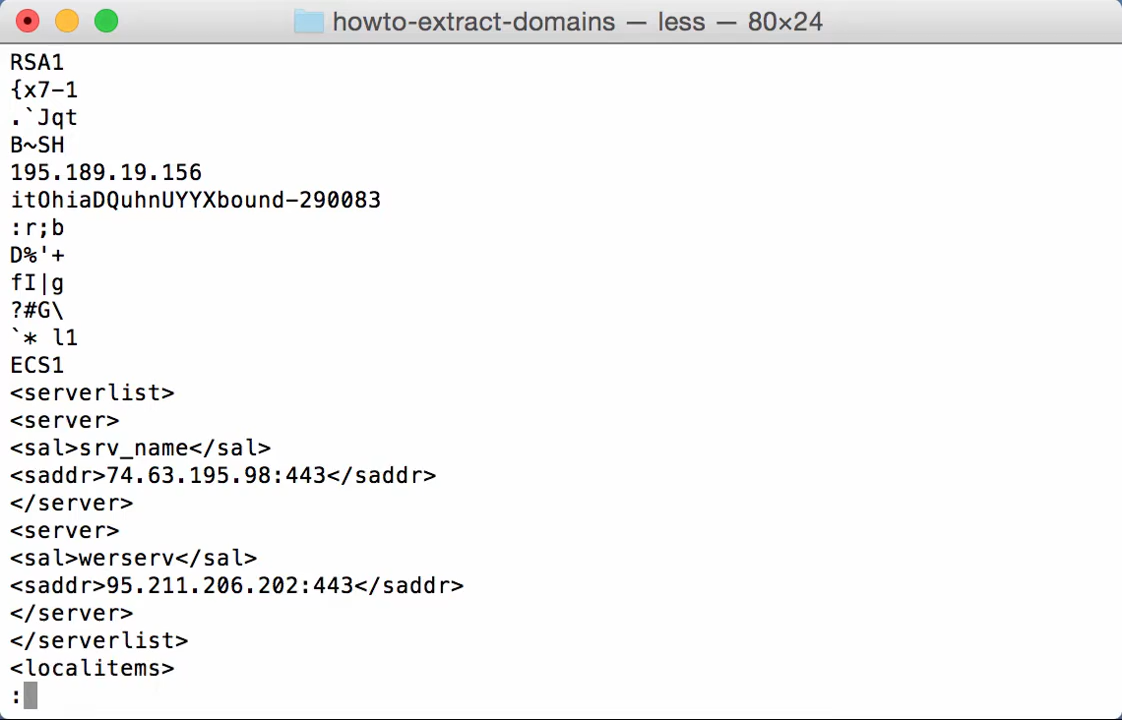 howto-extract-domains — less — 80×24
RSA1
{x7-1
.`Jqt
B~SH
195.189.19.156
itOhiaDQuhnUYYXbound-290083
:r;b
D%'+
fI|g
?#G\
`* l1
ECS1
<serverlist>
<server>
<sal>srv_name</sal>
<saddr>74.63.195.98:443</saddr>
</server>
<server>
<sal>werserv</sal>
<saddr>95.211.206.202:443</saddr>
</server>
</serverlist>
<localitems>
: